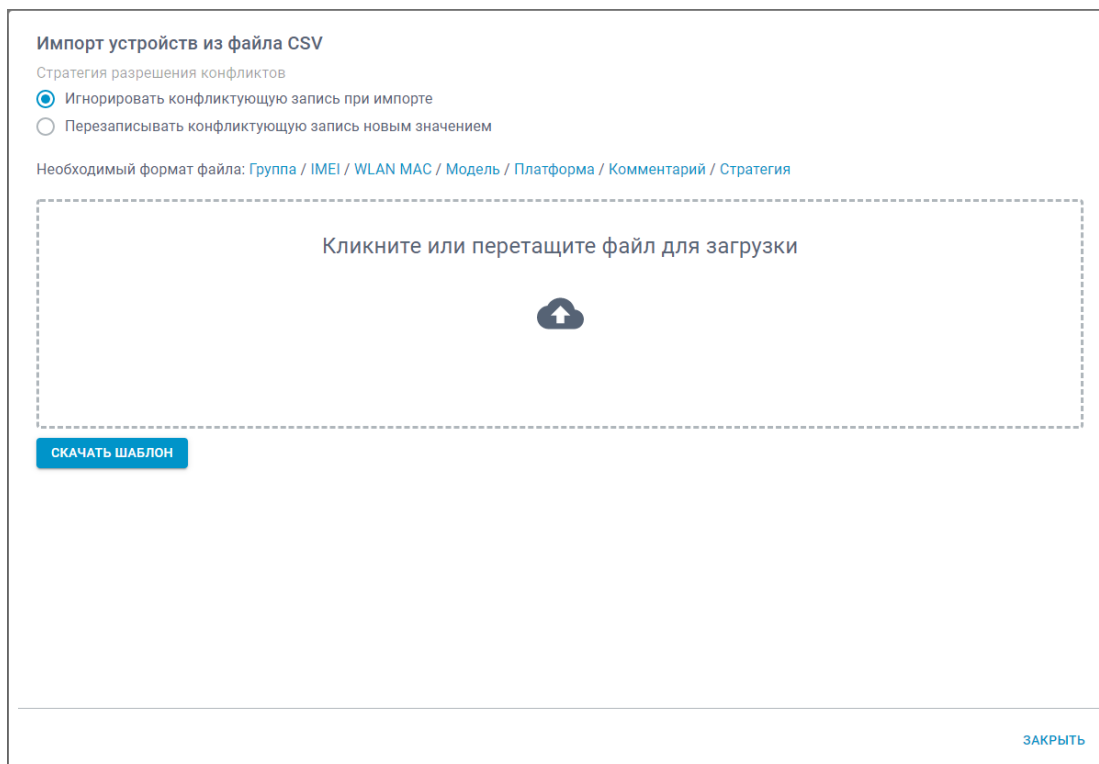 Импорт устройств из файла CSV
Стратегия разрешения конфликтов
Игнорировать конфликтующую запись при импорте
Перезаписывать конфликтующую запись новым значением
Необходимый формат файла: Группа / IMEI / WLAN MAC / Модель / Платформа / Комментарий / Стратегия
Кликните или перетащите файл для загрузки
СКАЧАТЬ ШАБЛОН
ЗАКРЫТЬ